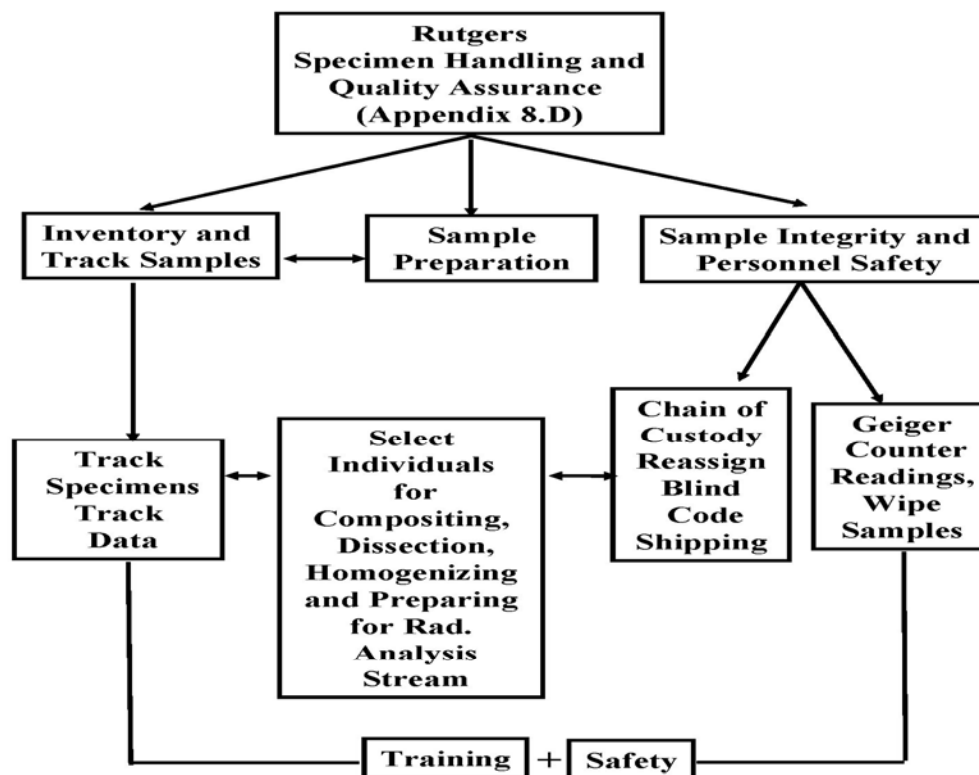 Rutgers
Specimen Handling and
Quality Assurance
(Appendix 8.D)
Inventory and
Track Samples
Sample
Preparation
Sample Integrity and
Personnel Safety
Track
Specimens
Track
Data
Select
Individuals
for
Compositing,
Dissection,
Homogenizing
and Preparing
for Rad.
Analysis
Stream
Chain of
Custody
Reassign
Blind
Code
Shipping
Geiger
Counter
Readings,
Wipe
Samples
Training + Safety